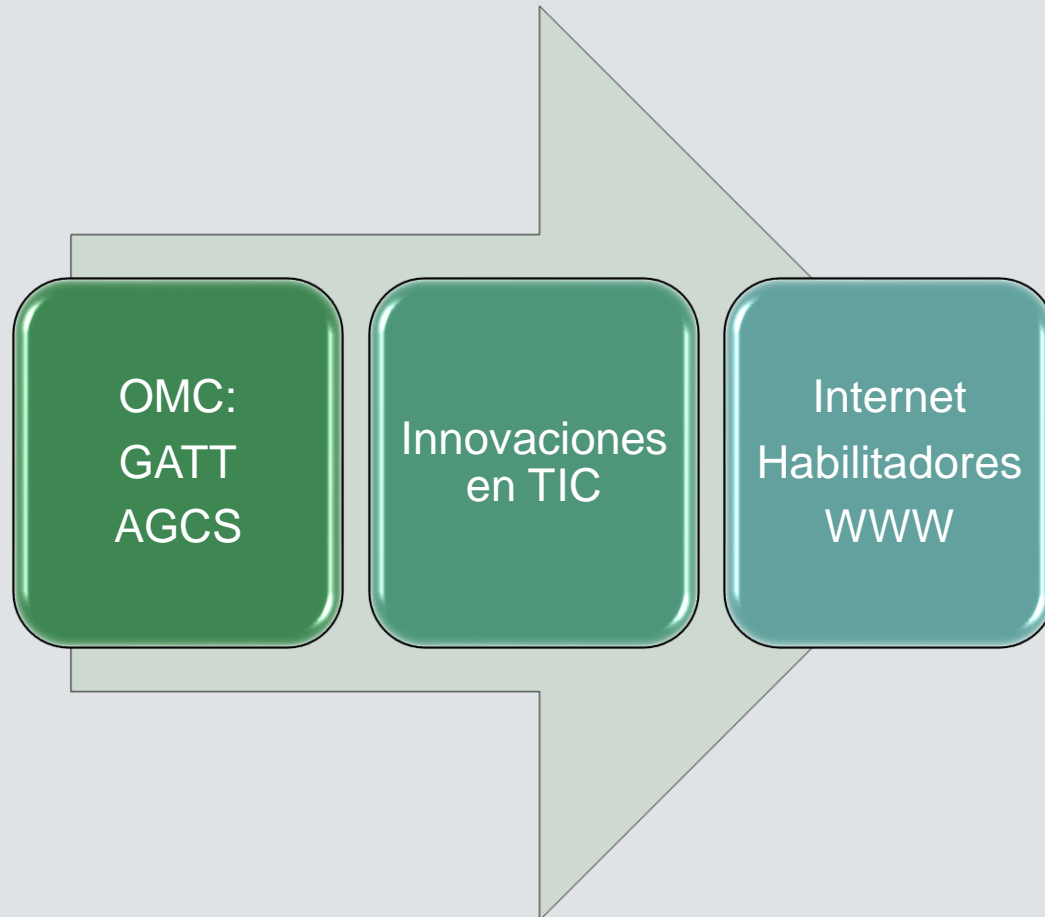 OMC:
GATT
AGCS
Innovaciones
en TIC
Internet
Habilitadores
WWW